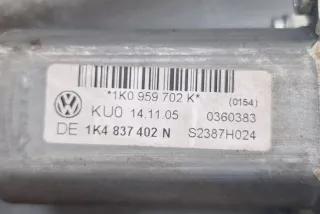 *1K0 959 702 K*
(0154)
KU0 14.11.05 0360383
DE 1K4 837 402 N S2387H024